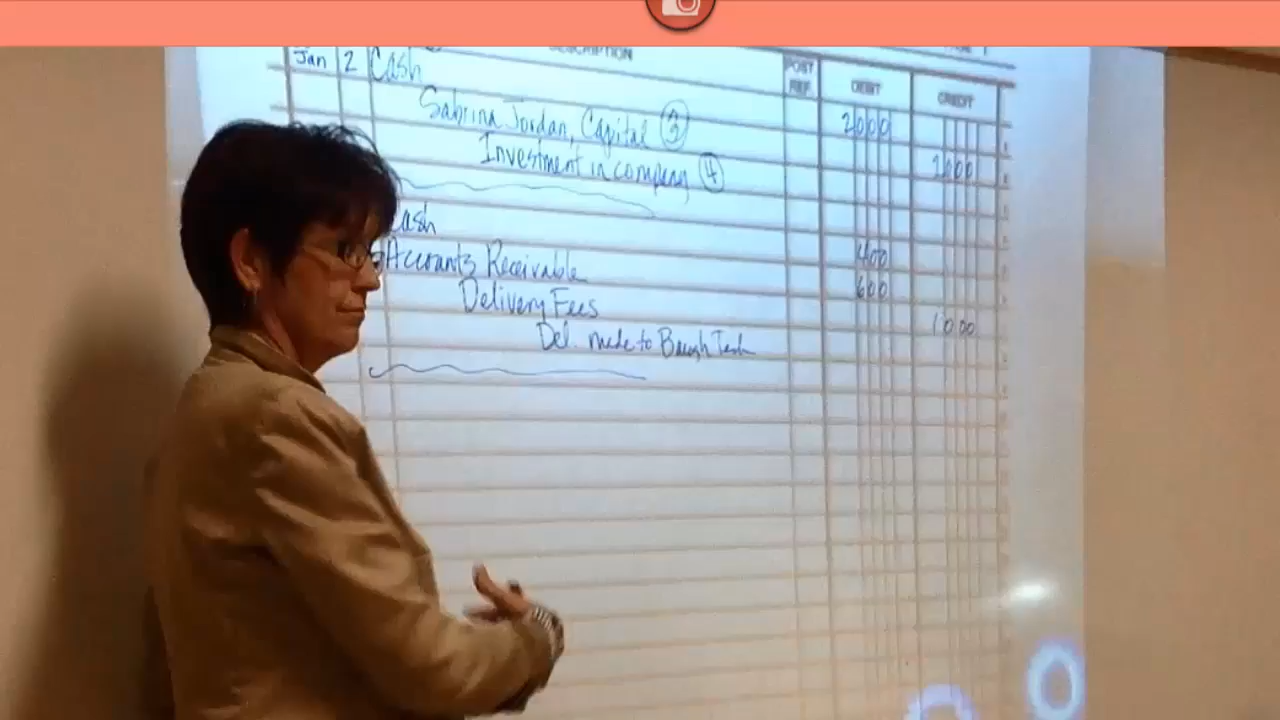 DESCRIPTION
POST REF.
DEBIT
CREDIT
Jan 2 Cash 2000
Sabrina Jordan, Capital ③ 2000
Investment in company ④
Cash 400
Accounts Receivable 600
Delivery Fees 1000
Del. made to Baugh Tech